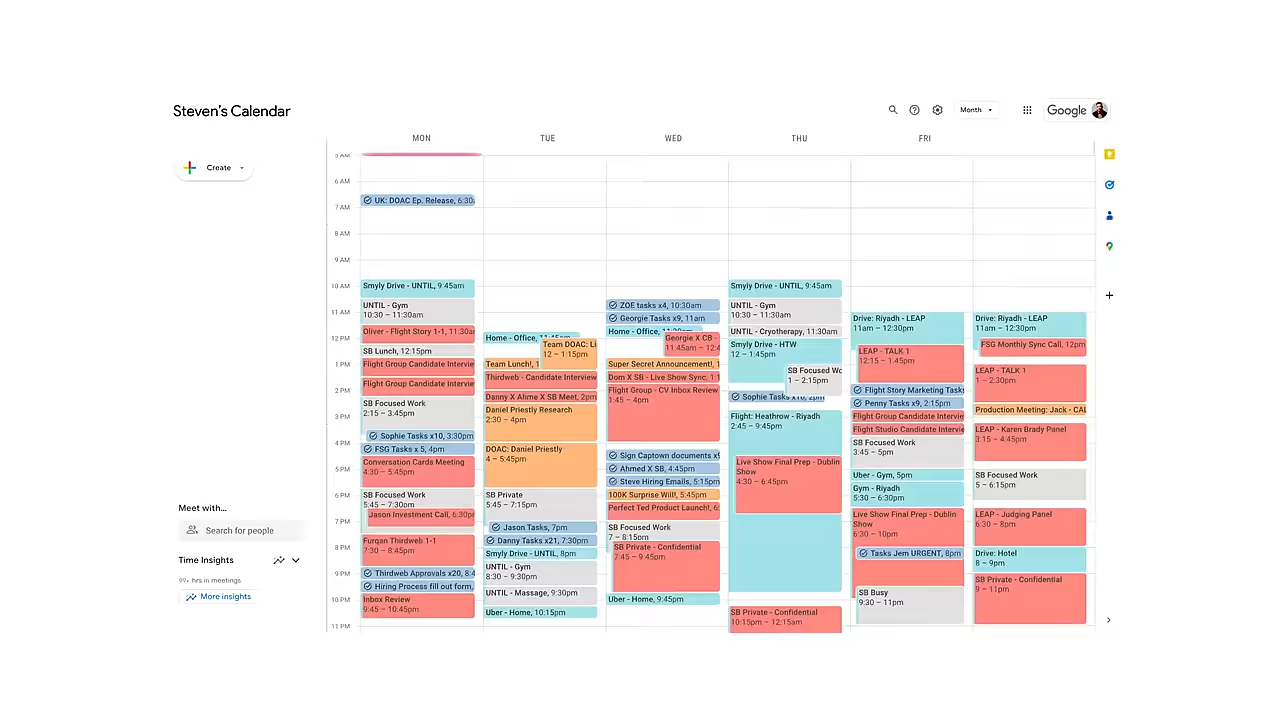 Steven's Calendar
Month
Google
Create
MON
TUE
WED
THU
FRI
5 AM
6 AM
7 AM
8 AM
9 AM
10 AM
11 AM
12 PM
1 PM
2 PM
3 PM
4 PM
5 PM
6 PM
7 PM
8 PM
9 PM
10 PM
11 PM
UK: DOAC Ep. Release, 6:30
Smyly Drive - UNTIL, 9:45am
UNTIL - Gym
10:30 – 11:30am
Oliver - Flight Story 1-1, 11:30a
SB Lunch, 12:15pm
Flight Group Candidate Intervie
Flight Group Candidate Intervie
SB Focused Work
2:15 – 3:45pm
Sophie Tasks x10, 3:30pm
FSG Tasks x 5, 4pm
Conversation Cards Meeting
4:30 – 5:45pm
SB Focused Work
5:45 – 7:30pm
Jason Investment Call, 6:30p
Furqan Thirdweb 1-1
7:30 – 8:45pm
Thirdweb Approvals x20, 8:4
Hiring Process fill out form,
Inbox Review
9:45 – 10:45pm
Home - Office,
Team DOAC: Li
12 – 1:15pm
Team Lunch!, 1
Thirdweb - Candidate Interview
Danny X Ahme X SB Meet, 2pm
Daniel Priestly Research
2:30 – 4pm
DOAC: Daniel Priestly
4 – 5:45pm
SB Private
5:45 – 7:15pm
Jason Tasks, 7pm
Danny Tasks x21, 7:30pm
Smyly Drive - UNTIL, 8pm
UNTIL - Gym
8:30 – 9:30pm
UNTIL - Massage, 9:30pm
Uber - Home, 10:15pm
ZOE tasks x4, 10:30am
Georgie Tasks x9, 11am
Home - Office,
Georgie X CB -
11:45am – 12:4
Super Secret Announcement!, 1
Dom X SB - Live Show Sync, 1:1
Flight Group - CV Inbox Review
1:45 – 4pm
Sign Captown documents x9
Ahmed X SB, 4:45pm
Steve Hiring Emails, 5:15pm
100K Surprise Will!, 5:45pm
Perfect Ted Product Launch!, 6:
SB Focused Work
7 – 8:15pm
SB Private - Confidential
7:45 – 9:45pm
Uber - Home, 9:45pm
Smyly Drive - UNTIL, 9:45am
UNTIL - Gym
10:30 – 11:30am
UNTIL - Cryotherapy, 11:30am
Smyly Drive - HTW
12 – 1:45pm
SB Focused Wo
1 – 2:15pm
Sophie Tasks x10, 2pm
Flight: Heathrow - Riyadh
2:45 – 9:45pm
Live Show Final Prep - Dublin
Show
4:30 – 6:45pm
SB Private - Confidential
10:15pm – 12:15am
Drive: Riyadh - LEAP
11am – 12:30pm
LEAP - TALK 1
12:15 – 1:45pm
Flight Story Marketing Tasks
Penny Tasks x9, 2:15pm
Flight Group Candidate Intervie
Flight Studio Candidate Intervie
SB Focused Work
3:45 – 5pm
Uber - Gym, 5pm
Gym - Riyadh
5:30 – 6:30pm
Live Show Final Prep - Dublin
Show
6:30 – 10pm
Tasks Jem URGENT, 8pm
SB Busy
9:30 – 11pm
Drive: Riyadh - LEAP
11am – 12:30pm
FSG Monthly Sync Call, 12pm
LEAP - TALK 1
1 – 2:30pm
Production Meeting: Jack - CAL
LEAP - Karen Brady Panel
3:15 – 4:45pm
SB Focused Work
5 – 6:15pm
LEAP - Judging Panel
6:30 – 8pm
Drive: Hotel
8 – 9pm
SB Private - Confidential
9 – 11pm
Meet with...
Search for people
Time Insights
99+ hrs in meetings
More insights